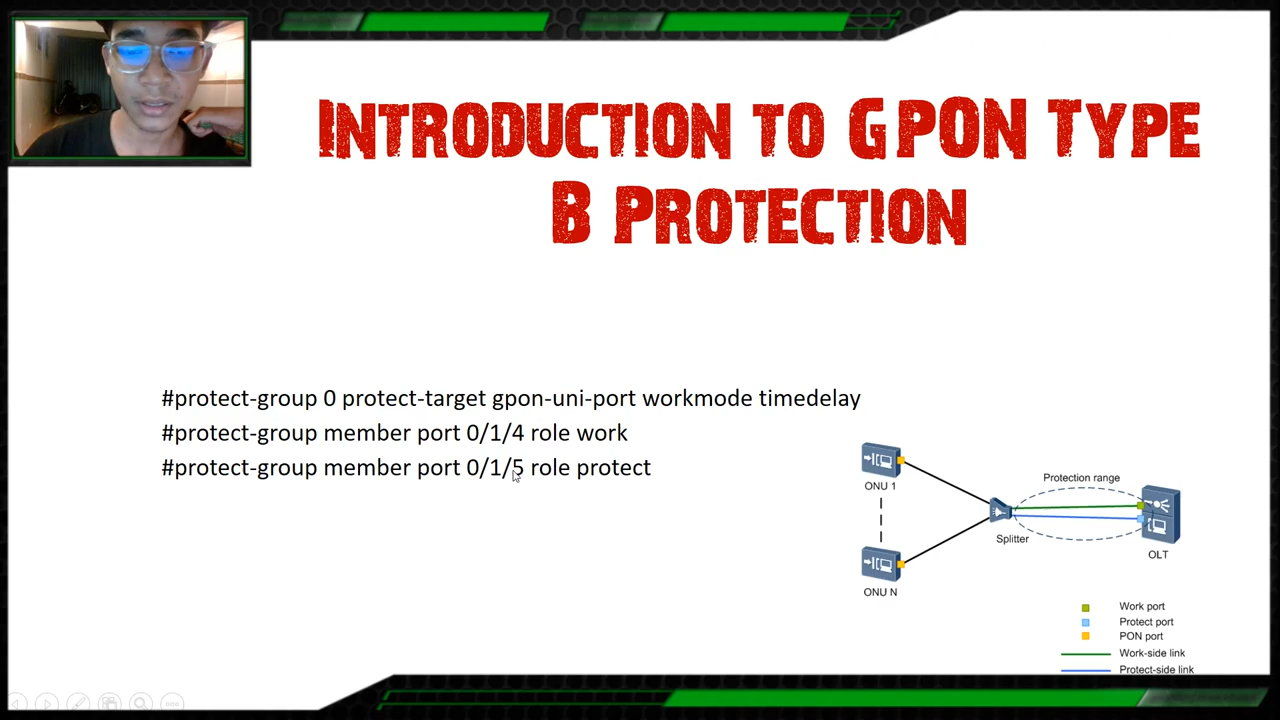 INTRODUCTION TO GPON TYPE
B PROTECTION
#protect-group 0 protect-target gpon-uni-port workmode timedelay
#protect-group member port 0/1/4 role work
#protect-group member port 0/1/5 role protect
ONU 1
Protection range
Splitter
OLT
ONU N
Work port
Protect port
PON port
Work-side link
Protect-side link